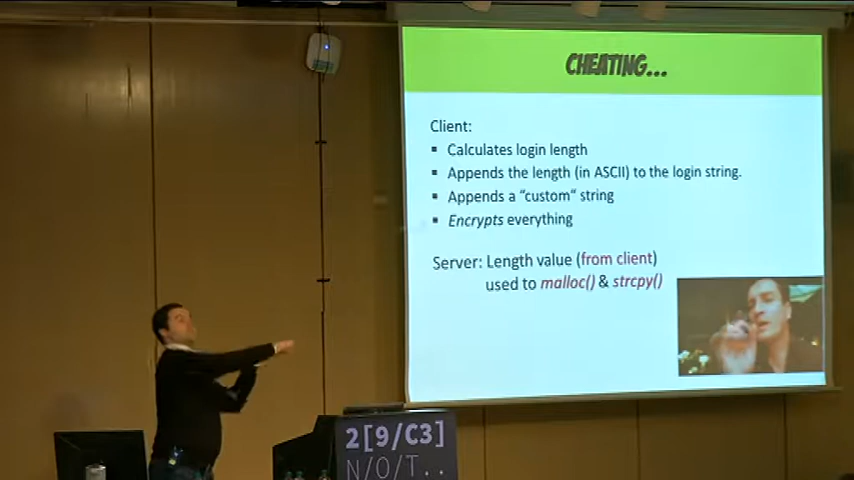 CHEATING...
Client:
▪ Calculates login length
▪ Appends the length (in ASCII) to the login string.
▪ Appends a "custom" string
▪ Encrypts everything
Server: Length value (from client)
used to malloc() & strcpy()
2[9/C3]
N/O/T...